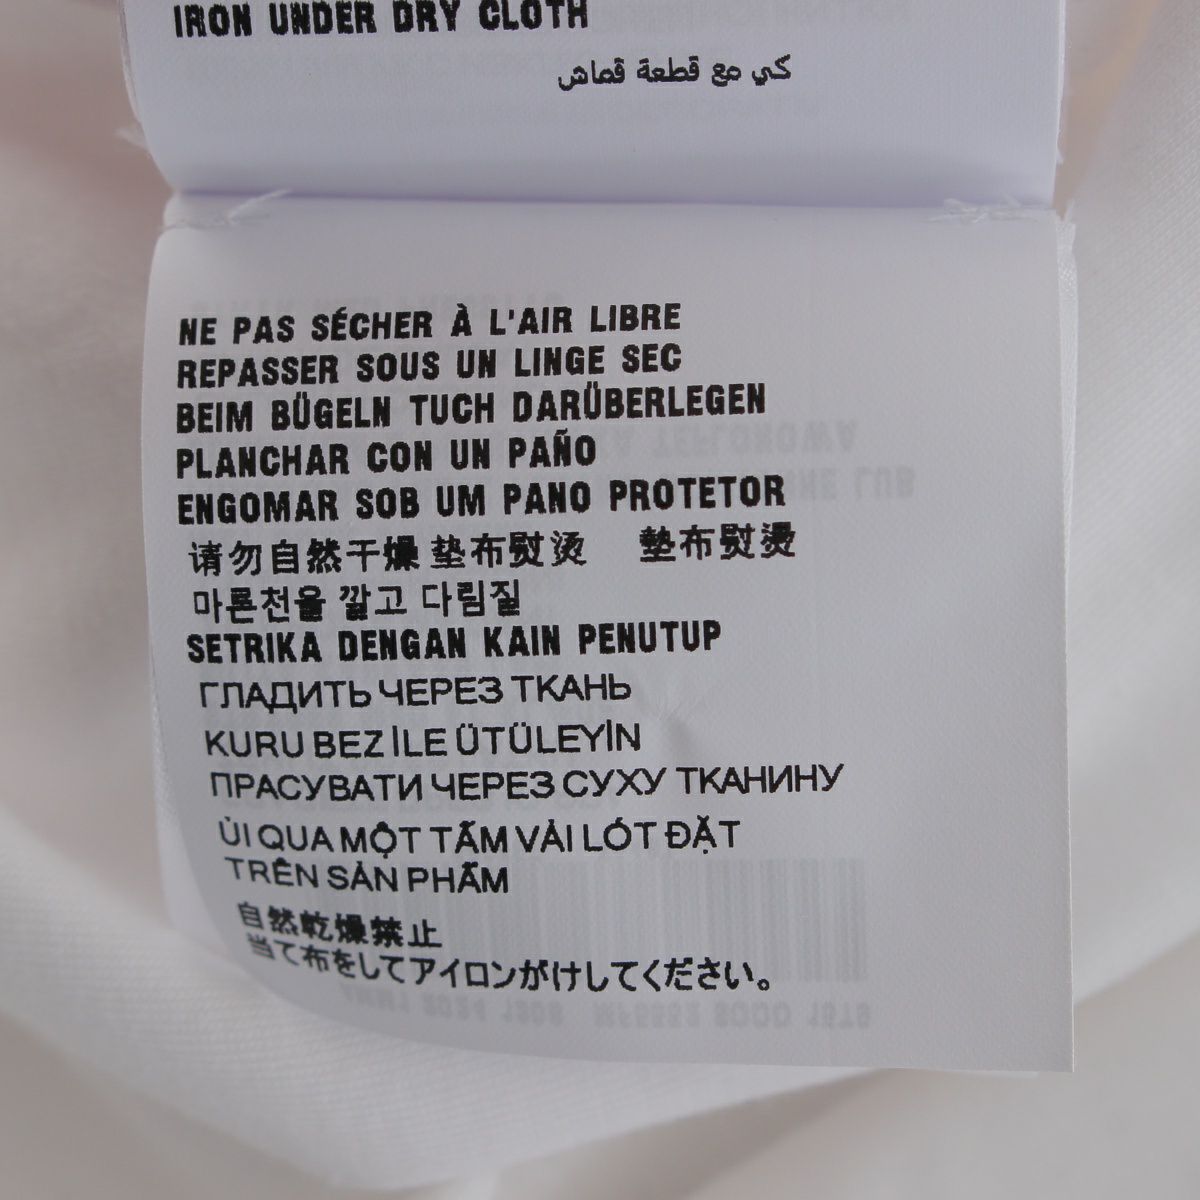 IRON UNDER DRY CLOTH
كي مع قطعة قماش
NE PAS SÉCHER À L'AIR LIBRE
REPASSER SOUS UN LINGE SEC
BEIM BÜGELN TUCH DARÜBERLEGEN
PLANCHAR CON UN PAÑO
ENGOMAR SOB UM PANO PROTETOR
请勿自然干燥 垫布熨烫 墊布熨燙
마른천을 깔고 다림질
SETRIKA DENGAN KAIN PENUTUP
ГЛАДИТЬ ЧЕРЕЗ ТКАНЬ
KURU BEZ İLE ÜTÜLEYİN
ПРАСУВАТИ ЧЕРЕЗ СУХУ ТКАНИНУ
ỦI QUA MỘT TẤM VẢI LÓT ĐẶT
TRÊN SẢN PHẨM
自然乾燥禁止
当て布をしてアイロンがけしてください。